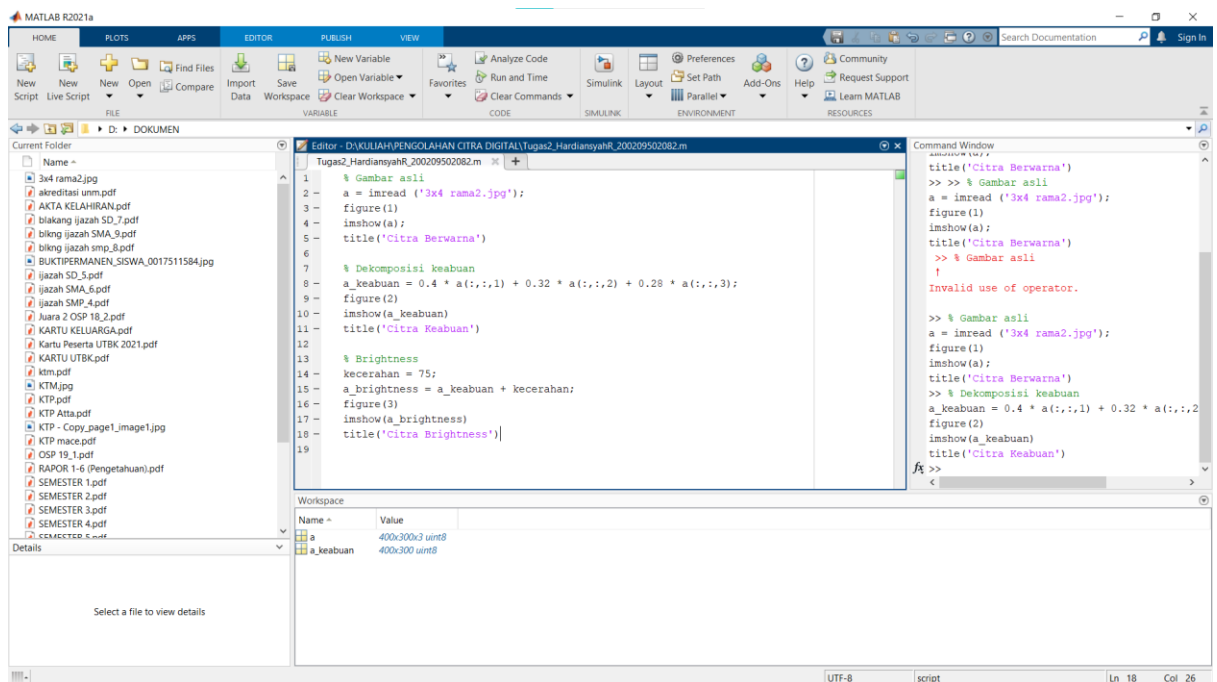 MATLAB R2021a
HOME PLOTS APPS EDITOR PUBLISH VIEW
Search Documentation
Sign In
New Script
New Live Script
New
Open
Find Files
Compare
FILE
Import Data
Save Workspace
New Variable
Open Variable
Clear Workspace
VARIABLE
Favorites
Analyze Code
Run and Time
Clear Commands
CODE
Simulink
SIMULINK
Layout
Preferences
Set Path
Parallel
Add-Ons
ENVIRONMENT
Help
Community
Request Support
Learn MATLAB
RESOURCES
D: DOKUMEN
Current Folder
Name
3x4 rama2.jpg
akreditasi unm.pdf
AKTA KELAHIRAN.pdf
blakang ijazah SD_7.pdf
blkng ijazah SMA_9.pdf
blkng ijazah smp_8.pdf
BUKTIPERMANEN_SISWA_0017511584.jpg
ijazah SD_5.pdf
ijazah SMA_6.pdf
ijazah SMP_4.pdf
Juara 2 OSP 18_2.pdf
KARTU KELUARGA.pdf
Kartu Peserta UTBK 2021.pdf
KARTU UTBK.pdf
ktm.pdf
KTM.jpg
KTP.pdf
KTP Atta.pdf
KTP - Copy_page1_image1.jpg
KTP mace.pdf
OSP 19_1.pdf
RAPOR 1-6 (Pengetahuan).pdf
SEMESTER 1.pdf
SEMESTER 2.pdf
SEMESTER 3.pdf
SEMESTER 4.pdf
SEMESTER 5.pdf
Details
Select a file to view details
Editor - D:\KULIAH\PENGOLAHAN CITRA DIGITAL\Tugas2_HardiansyahR_200209502082.m
Tugas2_HardiansyahR_200209502082.m
1 % Gambar asli
2 - a = imread ('3x4 rama2.jpg');
3 - figure(1)
4 - imshow(a);
5 - title('Citra Berwarna')
6
7 % Dekomposisi keabuan
8 - a_keabuan = 0.4 * a(:,:,1) + 0.32 * a(:,:,2) + 0.28 * a(:,:,3);
9 - figure(2)
10 - imshow(a_keabuan)
11 - title('Citra Keabuan')
12
13 % Brightness
14 - kecerahan = 75;
15 - a_brightness = a_keabuan + kecerahan;
16 - figure(3)
17 - imshow(a_brightness)
18 - title('Citra Brightness')
19
Command Window
imshow(a);
title('Citra Berwarna')
>> >> % Gambar asli
a = imread ('3x4 rama2.jpg');
figure(1)
imshow(a);
title('Citra Berwarna')
>> % Gambar asli
↑
Invalid use of operator.
>> % Gambar asli
a = imread ('3x4 rama2.jpg');
figure(1)
imshow(a);
title('Citra Berwarna')
>> % Dekomposisi keabuan
a_keabuan = 0.4 * a(:,:,1) + 0.32 * a(:,:,2
figure(2)
imshow(a_keabuan)
title('Citra Keabuan')
fx >>
Workspace
Name Value
a 400x300x3 uint8
a_keabuan 400x300 uint8
UTF-8 script Ln 18 Col 26